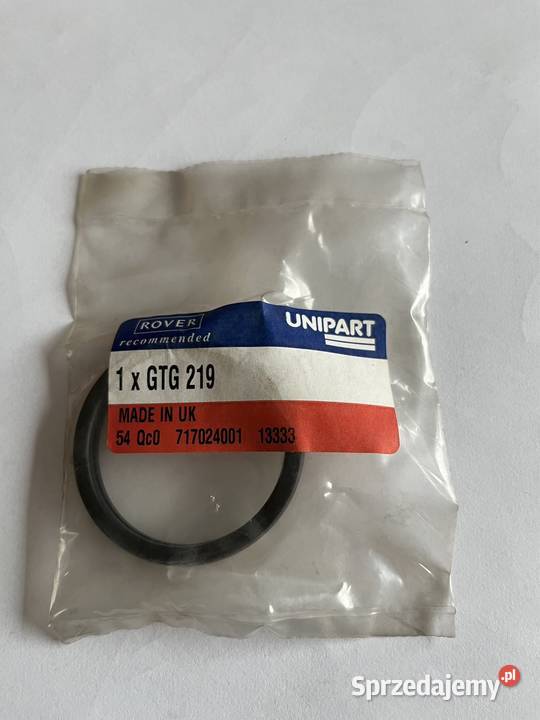 ROVER
recommended
UNIPART
1 x GTG 219
MADE IN UK
54 Qc0 717024001 13333
Sprzedajemy.pl